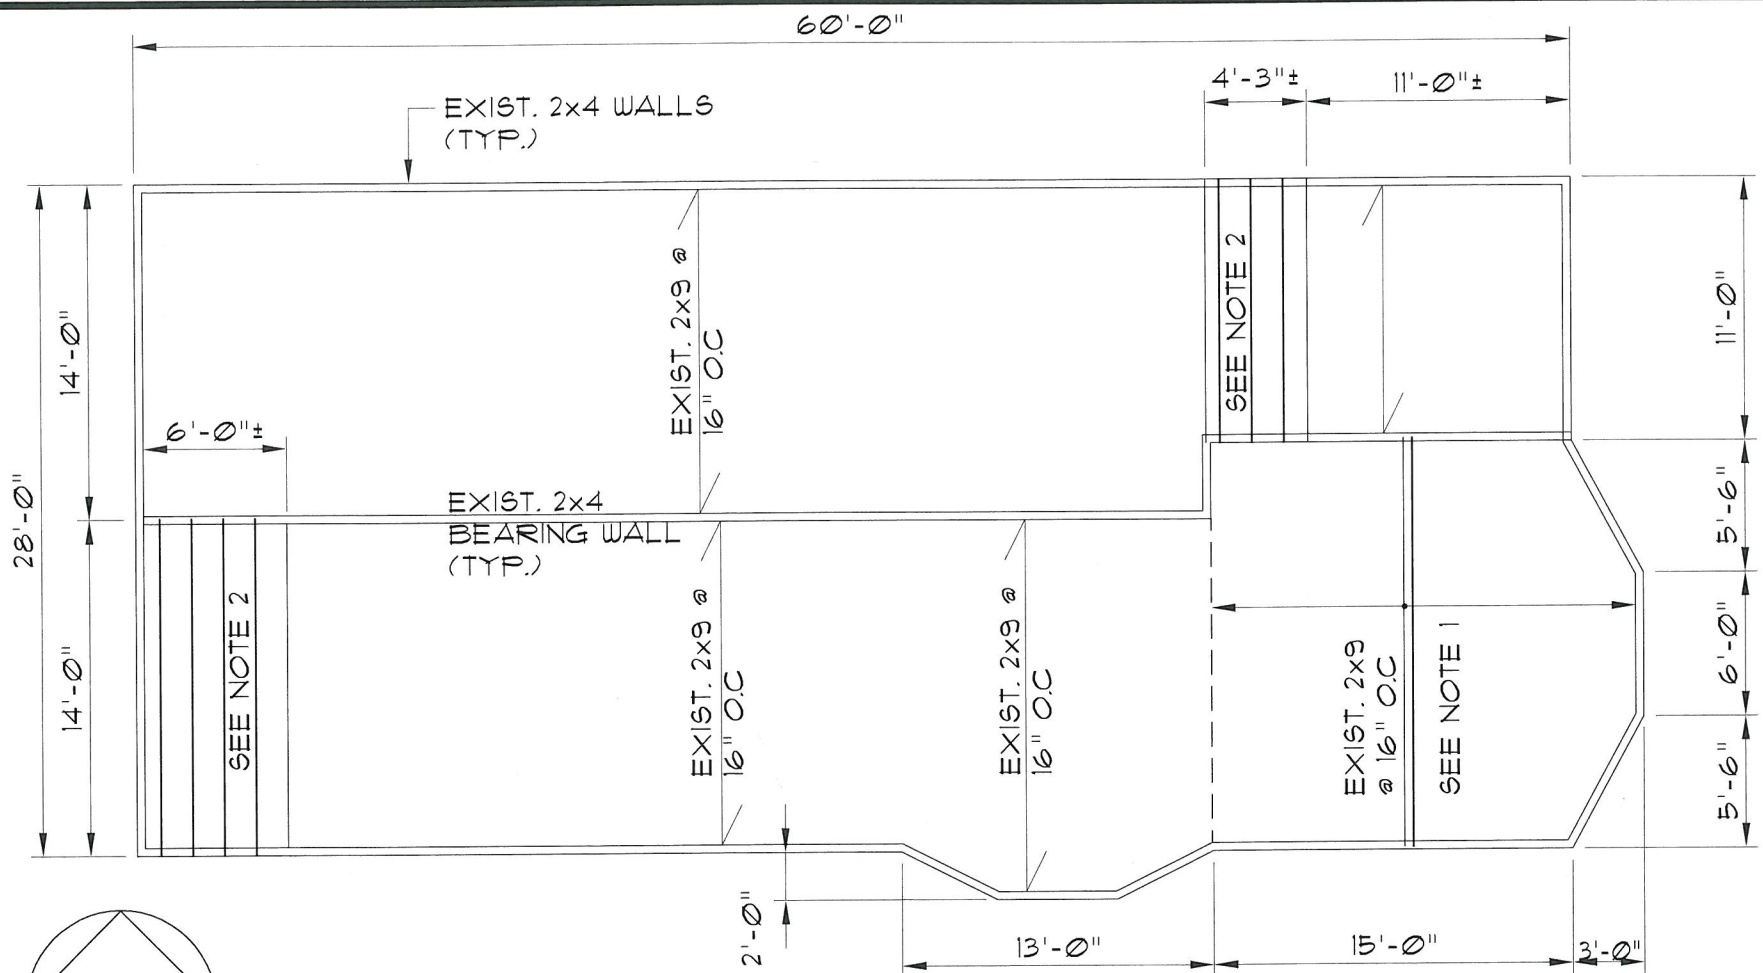 60'-0"
4'-3"±
11'-0"±
EXIST. 2x4 WALLS
(TYP.)
14'-0"
28'-0"
14'-0"
6'-0"±
EXIST. 2x9 @
16" O.C
SEE NOTE 2
11'-0"
EXIST. 2x4
BEARING WALL
(TYP.)
SEE NOTE 2
EXIST. 2x9 @
16" O.C
EXIST. 2x9 @
16" O.C
EXIST. 2x9
@ 16" O.C
SEE NOTE 1
5'-6"
6'-0"
5'-6"
2'-0"
13'-0"
15'-0"
3'-0"